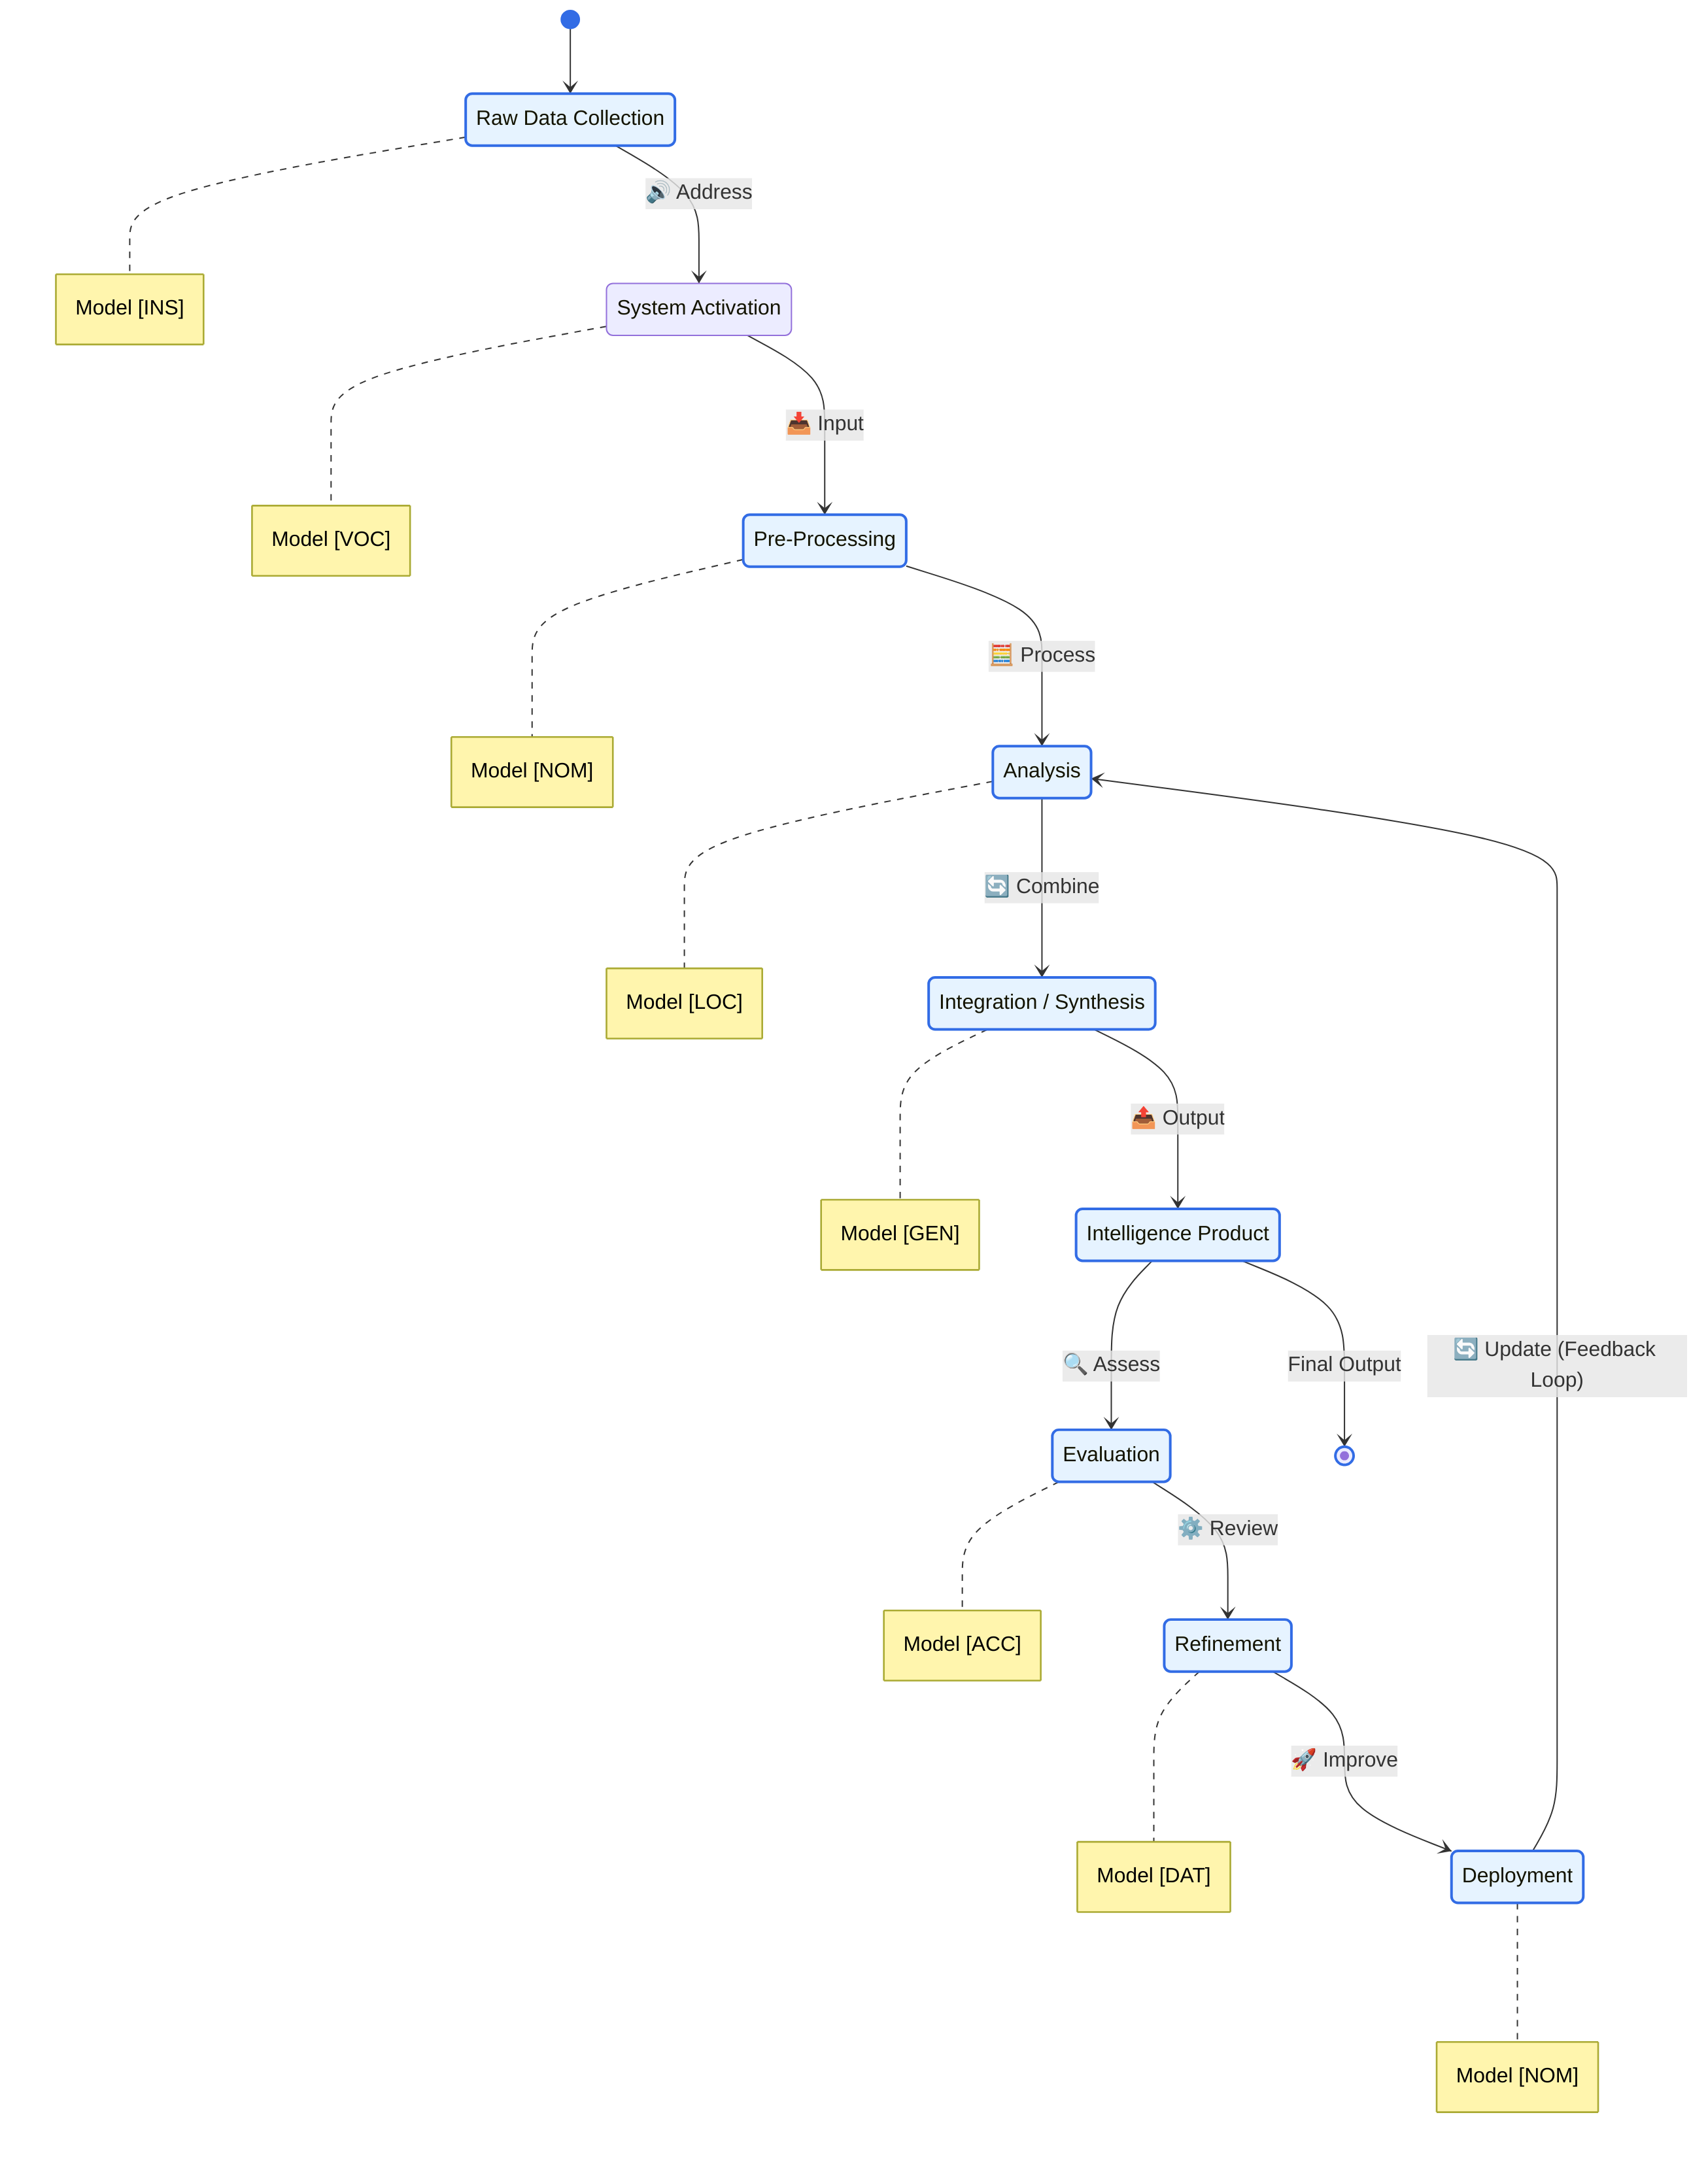 Raw Data Collection
🔊 Address
Model [INS]
System Activation
📥 Input
Model [VOC]
Pre-Processing
🧮 Process
Model [NOM]
Analysis
🔄 Combine
Model [LOC]
Integration / Synthesis
📤 Output
Model [GEN]
Intelligence Product
🔍 Assess
Final Output
🔄 Update (Feedback
Loop)
Evaluation
⚙️ Review
Model [ACC]
Refinement
🚀 Improve
Model [DAT]
Deployment
Model [NOM]